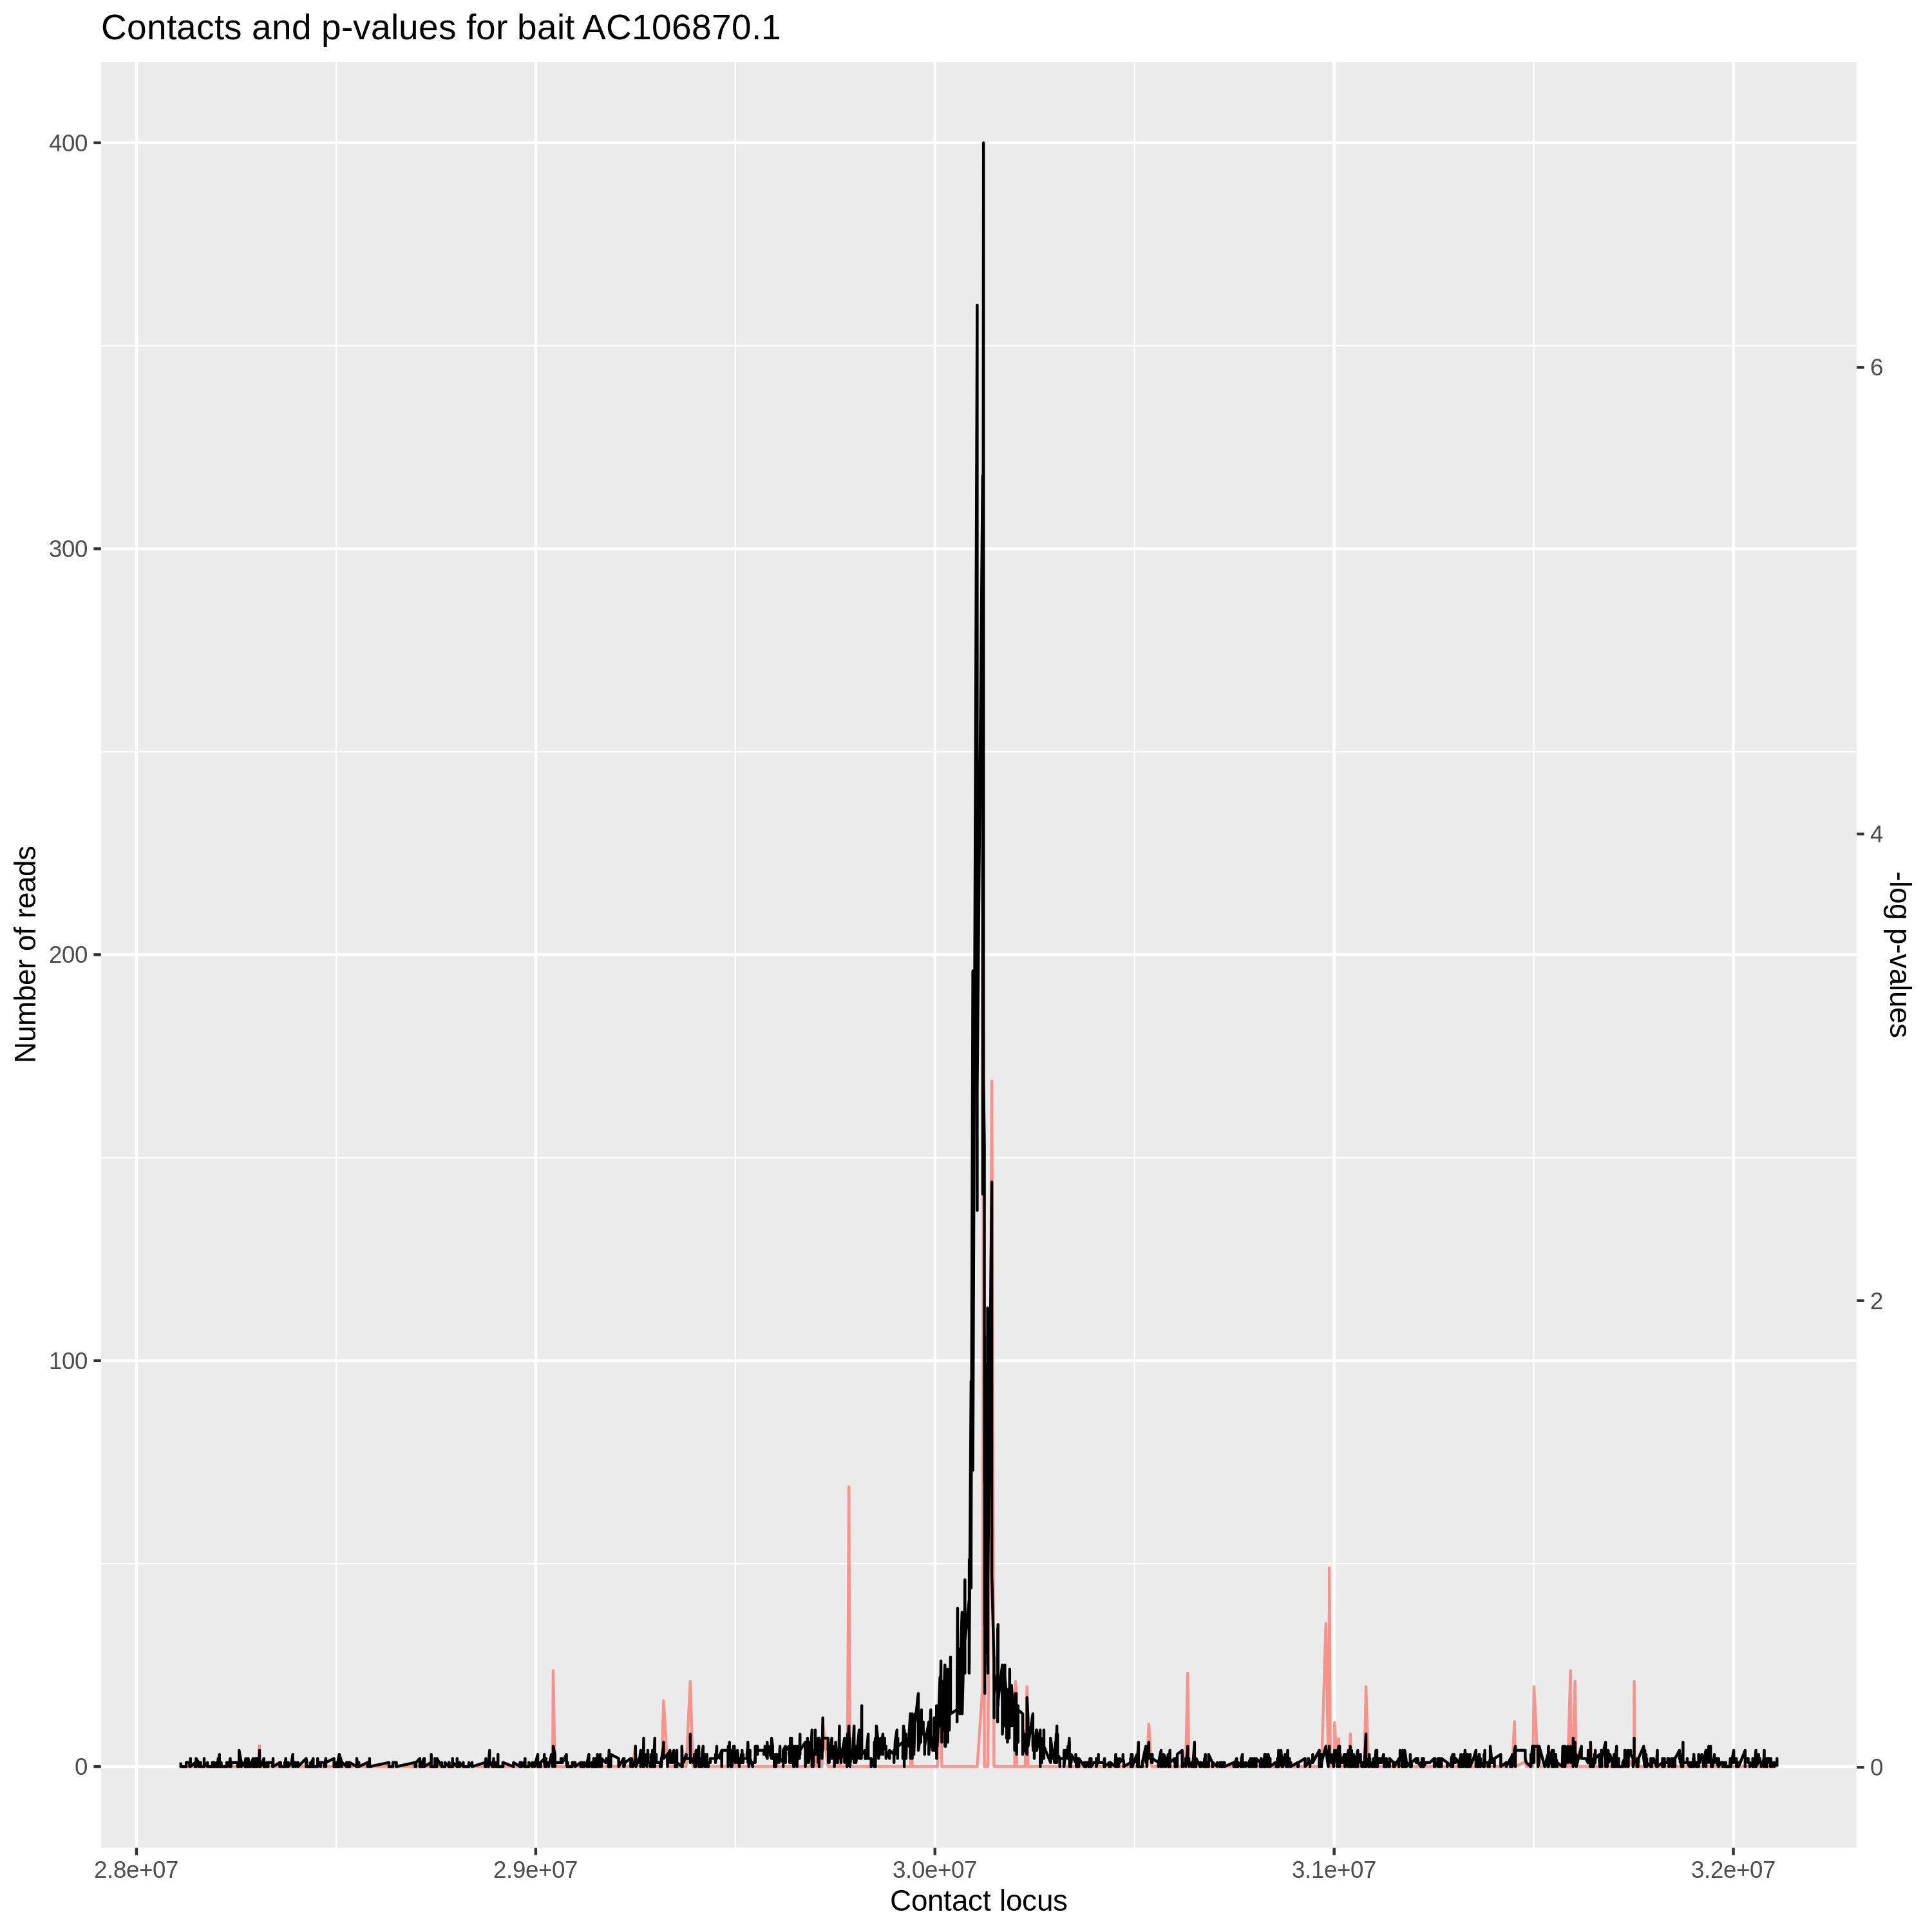 Contacts and p-values for bait AC106870.1
400
300
200
100
0
Number of reads
6
4
2
0
-log p-values
2.8e+07
2.9e+07
3.0e+07
3.1e+07
3.2e+07
Contact locus